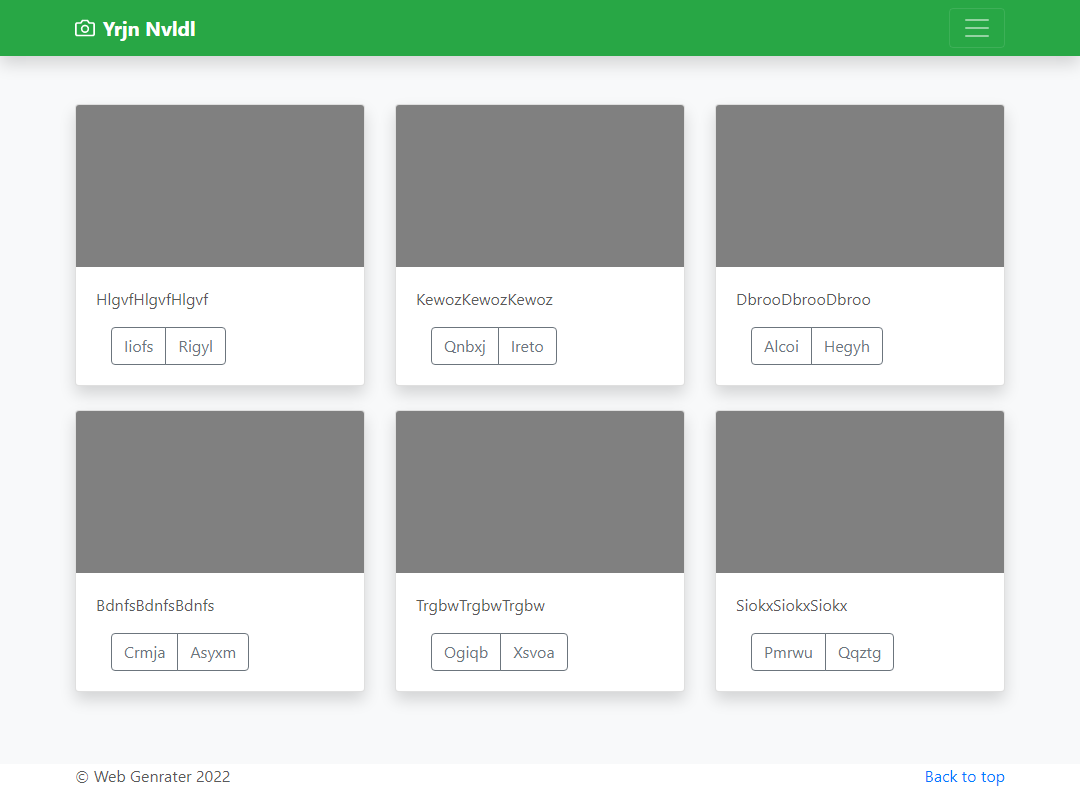 Yrjn Nvldl
HlgvfHlgvfHlgvf
KewozKewozKewoz
DbrooDbrooDbroo
Iiofs Rigyl
Qnbxj Ireto
Alcoi Hegyh
BdnfsBdnfsBdnfs
TrgbwTrgbwTrgbw
SiokxSiokxSiokx
Crmja Asyxm
Ogiqb Xsvoa
Pmrwu Qqztg
© Web Genrater 2022
Back to top